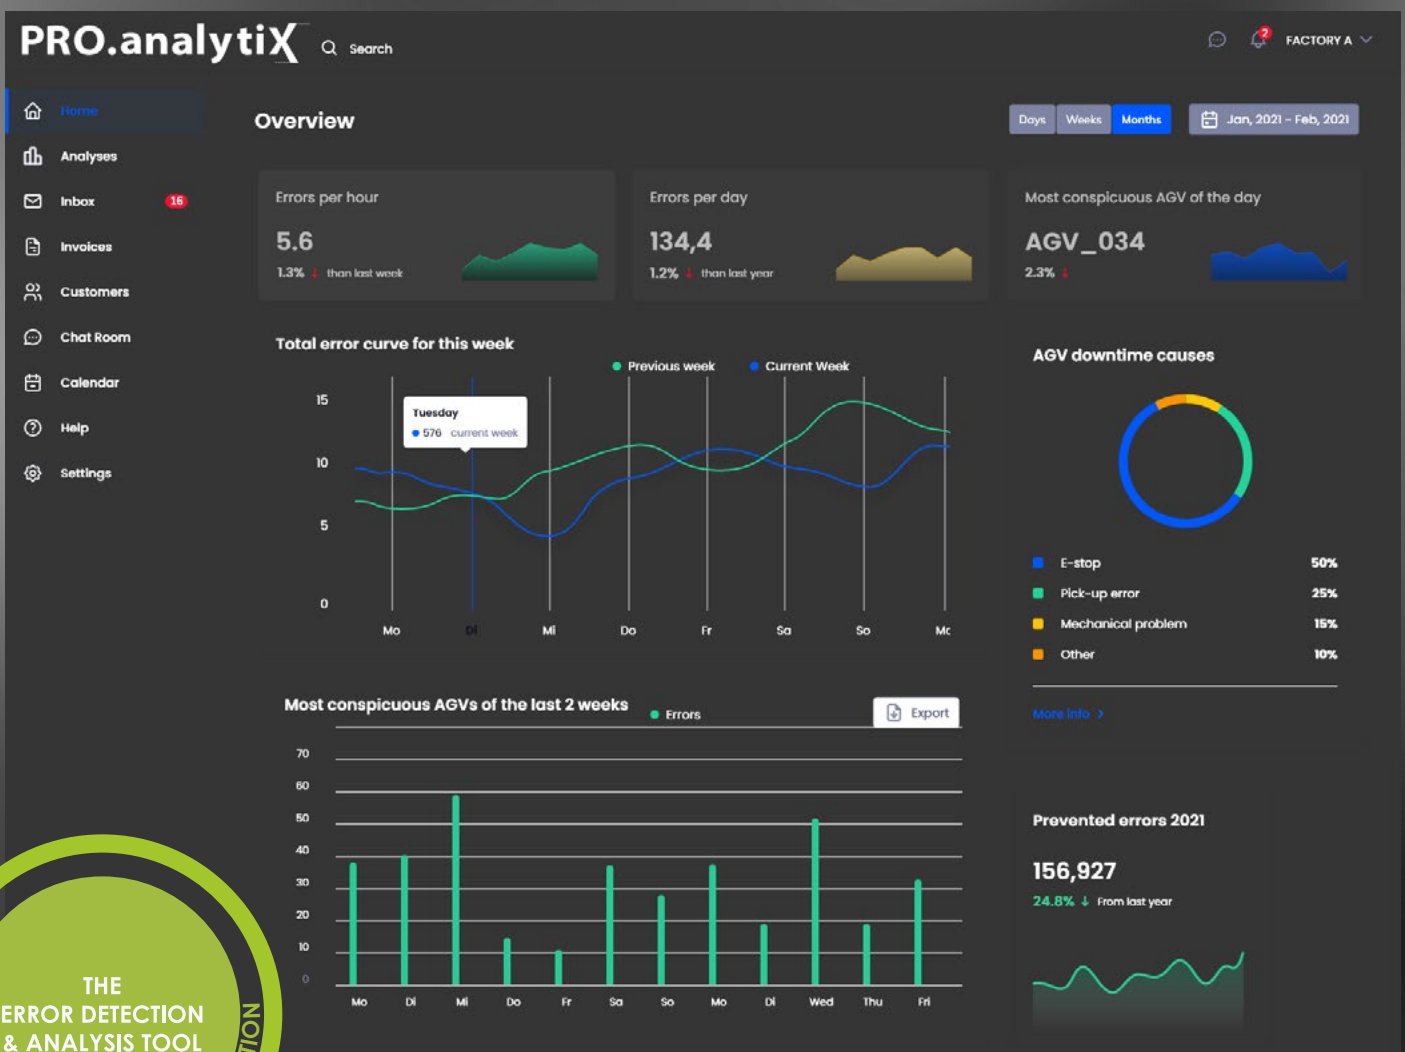 PRO.analytiX
Search
2
FACTORY A
Home
Analyses
Inbox 16
Invoices
Customers
Chat Room
Calendar
Help
Settings
Overview
Days Weeks Months
Jan, 2021 - Feb, 2021
Errors per hour
5.6
1.3% ↓ than last week
Errors per day
134,4
1.2% ↓ than last year
Most conspicuous AGV of the day
AGV_034
2.3% ↓
Total error curve for this week
Previous week Current Week
Tuesday
576 current week
15
10
5
0
Mo Di Mi Do Fr Sa So Mo
AGV downtime causes
E-stop 50%
Pick-up error 25%
Mechanical problem 15%
Other 10%
More info >
Most conspicuous AGVs of the last 2 weeks
Errors
Export
70
60
50
40
30
20
10
0
Mo Di Mi Do Fr Sa So Mo Di Wed Thu Fri
Prevented errors 2021
156,927
24.8% ↓ From last year
THE
ERROR DETECTION
& ANALYSIS TOOL